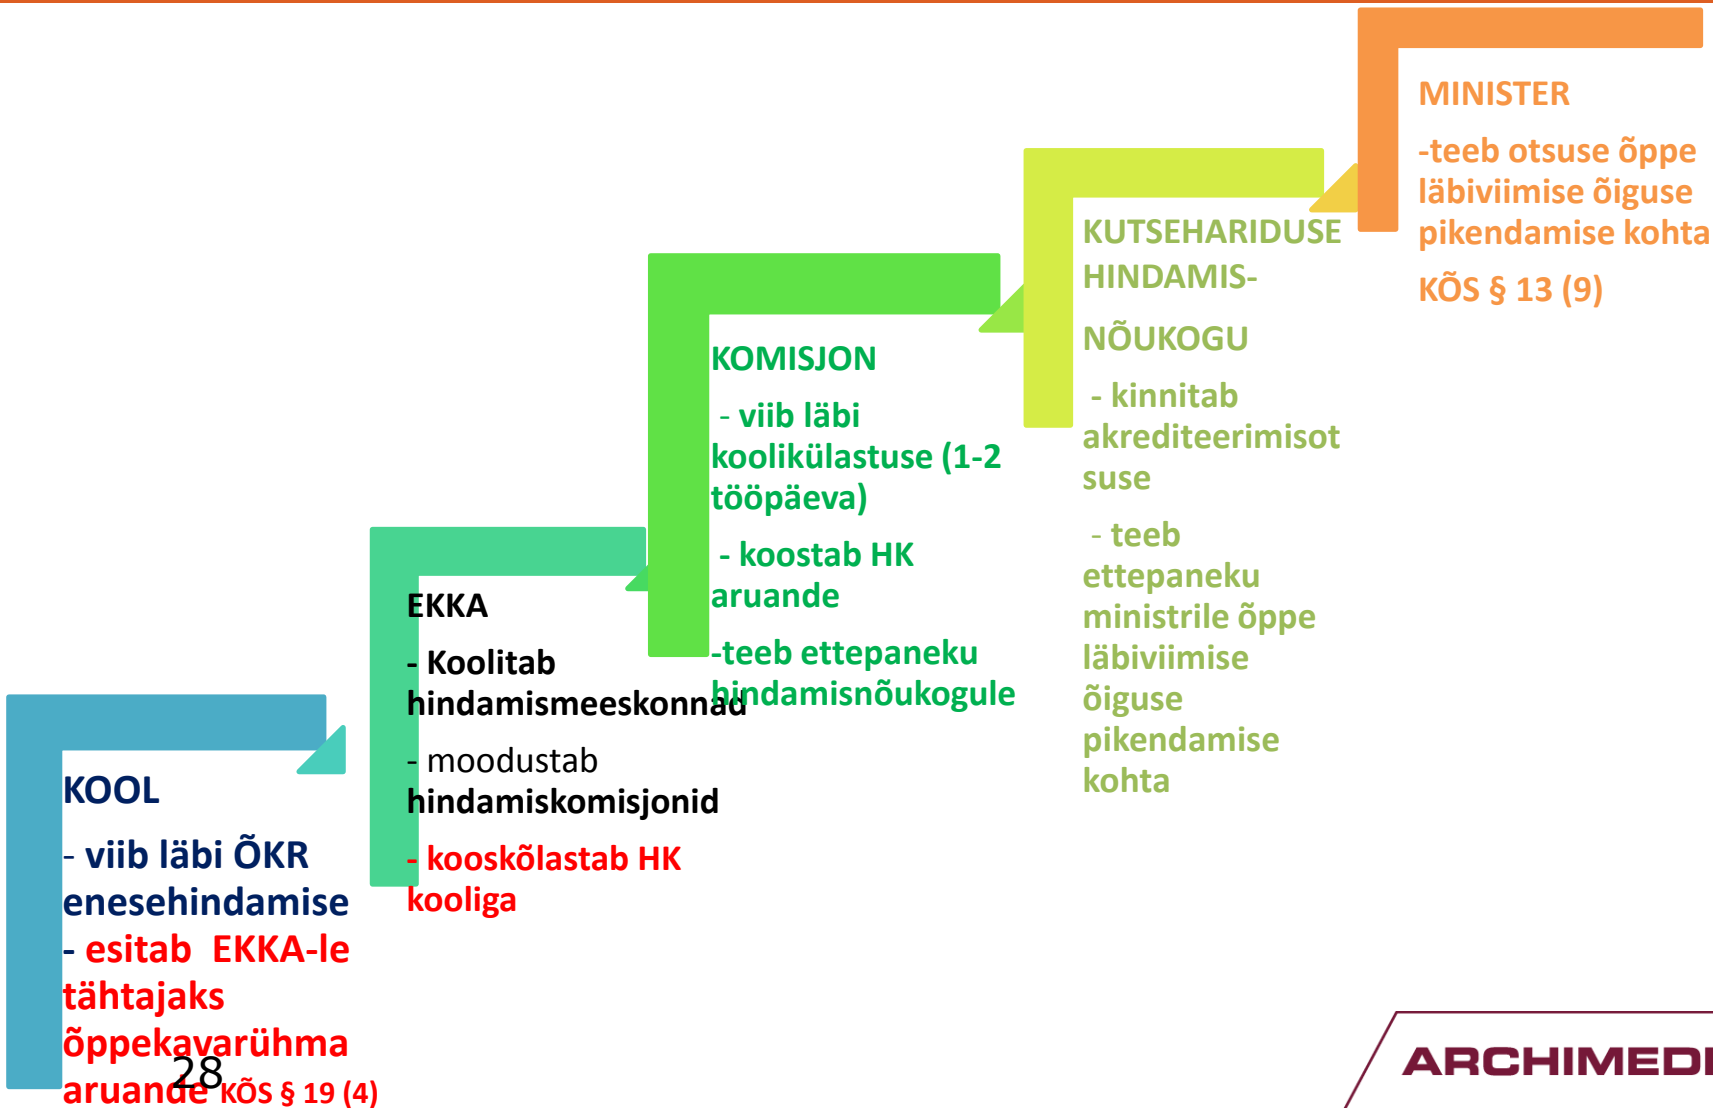 KOOL
- viib läbi ÕKR
enesehindamise
- esitab EKKA-le
tähtajaks
õppekavarühma
aruande KÕS § 19 (4)
28
EKKA
- Koolitab
hindamismeeskonnad
- moodustab
hindamiskomisjonid
- kooskõlastab HK
kooliga
KOMISJON
- viib läbi
koolikülastuse (1-2
tööpäeva)
- koostab HK
aruande
-teeb ettepaneku
hindamisnõukogule
KUTSEHARIDUSE
HINDAMIS-
NÕUKOGU
- kinnitab
akrediteerimisot
suse
- teeb
ettepaneku
ministrile õppe
läbiviimise
õiguse
pikendamise
kohta
MINISTER
-teeb otsuse õppe
läbiviimise õiguse
pikendamise kohta
KÕS § 13 (9)